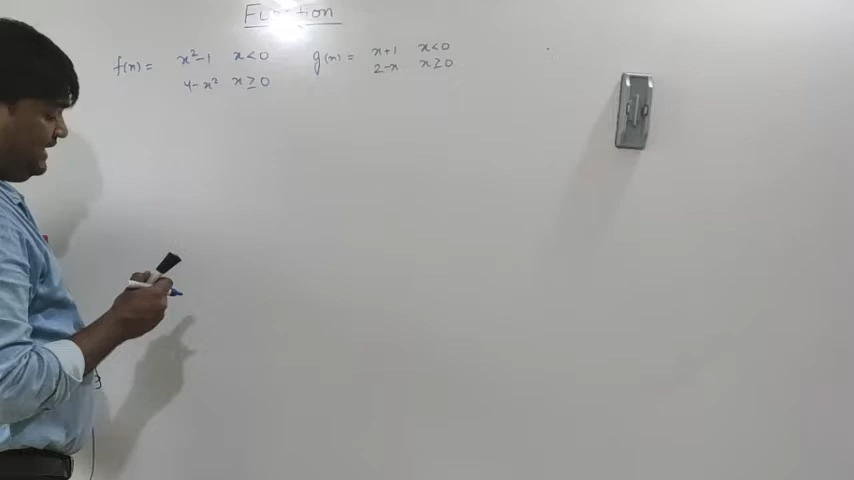 Function
f(x) = x²-1 x<0 g(x) = x+1 x<0
4-x² x≥0 2-x x≥0